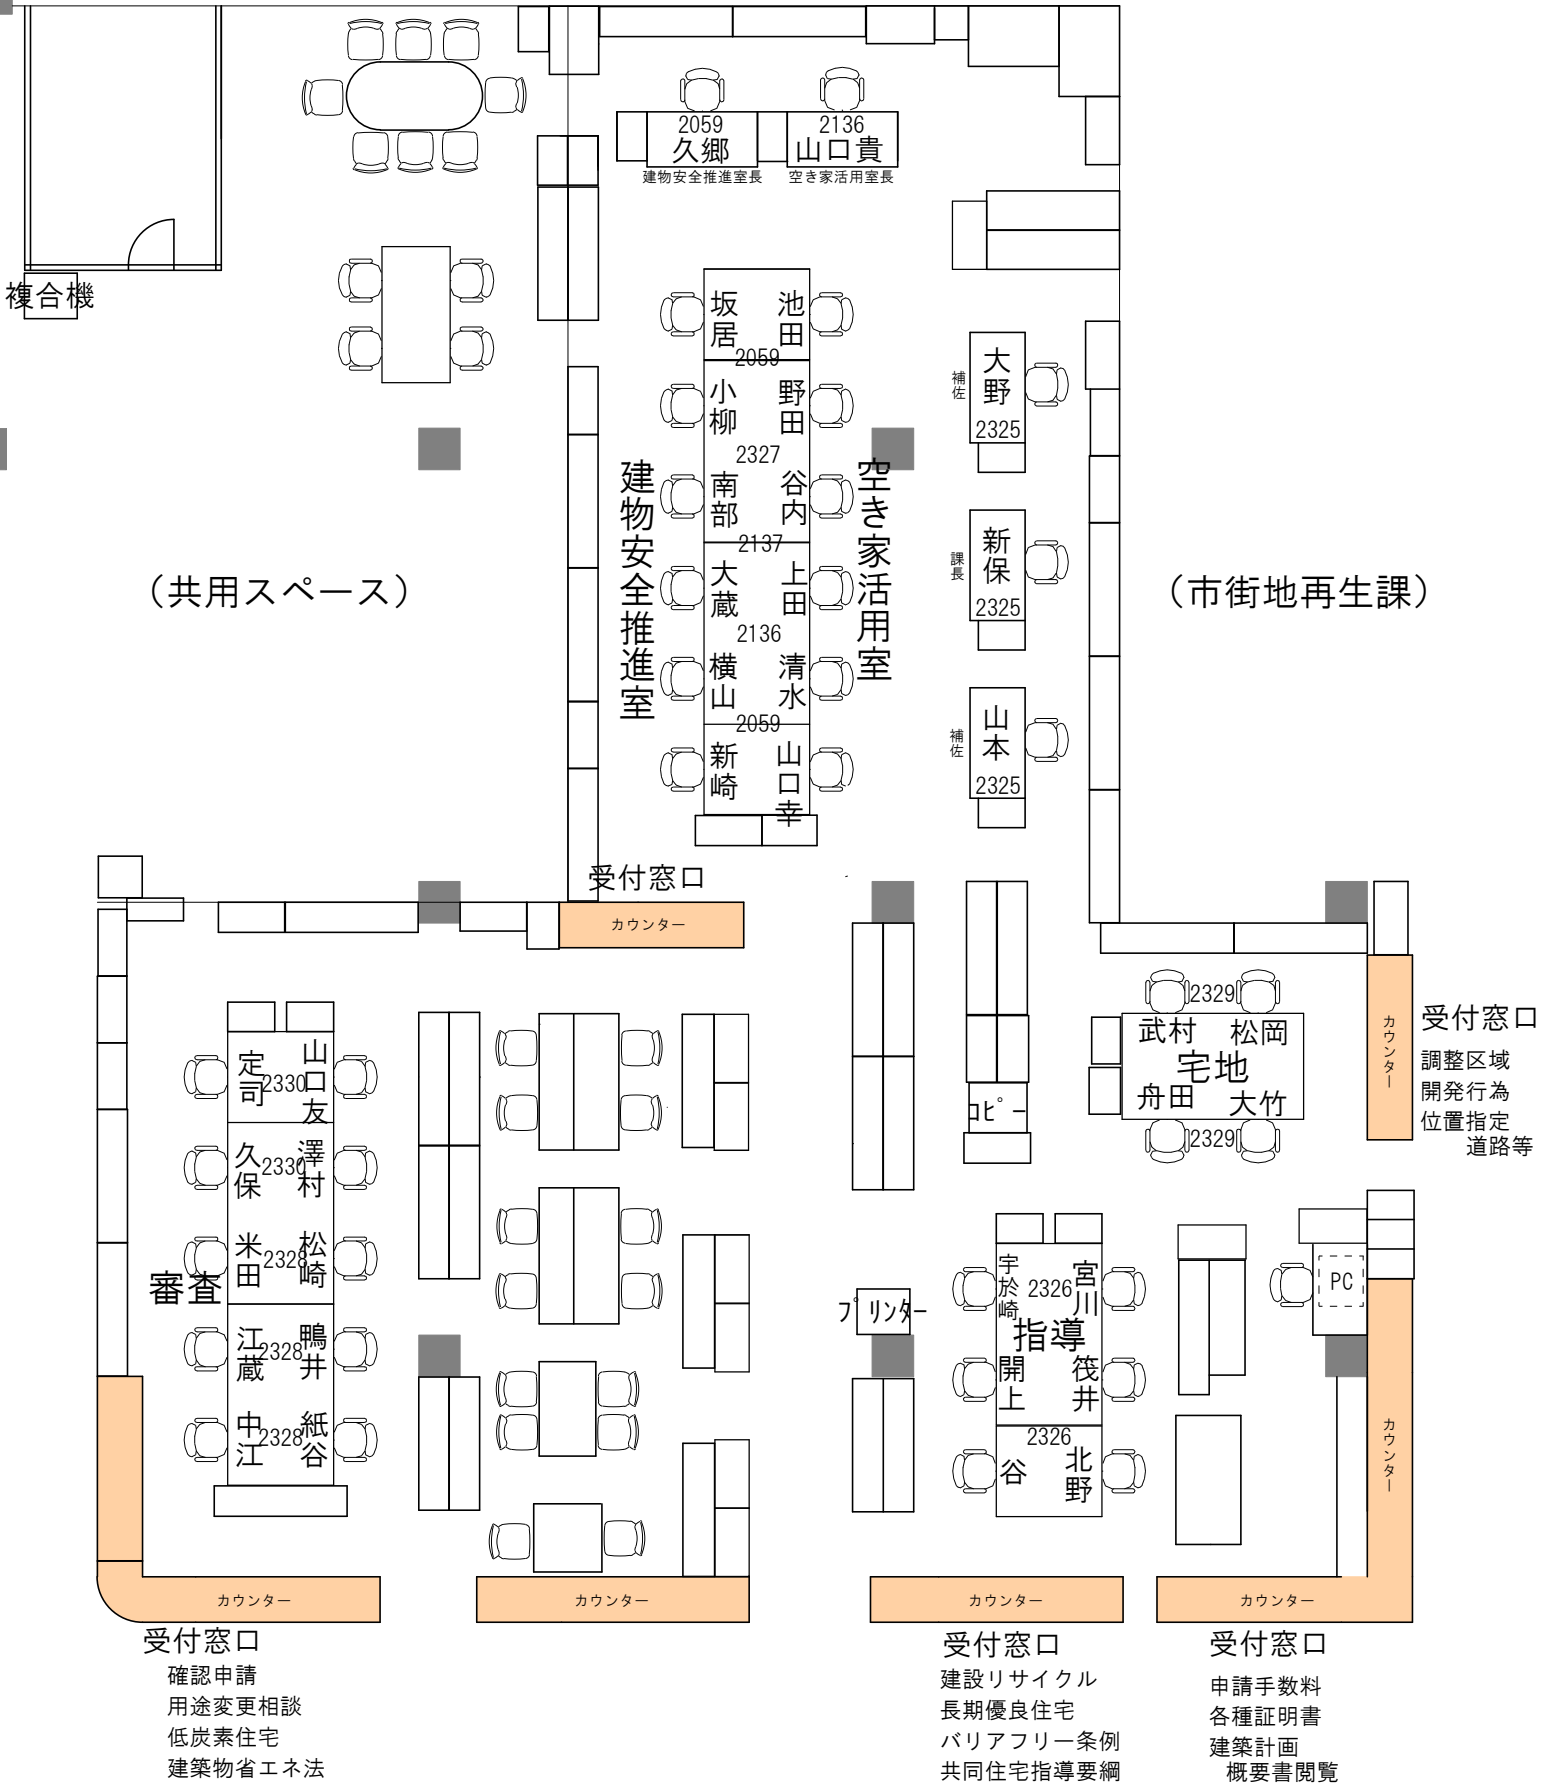 2059
久郷
建物安全推進室長
2136
山口貴
空き家活用室長
複合機
坂居
池田
2059
小柳
野田
2327
南部
谷内
2137
大蔵
上田
2136
横山
清水
2059
新崎
山口幸
建物安全推進室
空き家活用室
補佐
大野
2325
課長
新保
2325
補佐
山本
2325
（共用スペース）
（市街地再生課）
受付窓口
カウンター
定司
2330
山口友
久保
2330
澤村
米田
2328
松崎
審査
江蔵
2328
鴨井
中江
2328
紙谷
コピー
2329
武村
松岡
宅地
舟田
大竹
2329
カウンター
受付窓口
調整区域
開発行為
位置指定
道路等
プリンター
宇於崎
2326
宮川
指導
開上
筏井
2326
谷
北野
PC
カウンター
カウンター
カウンター
カウンター
カウンター
受付窓口
確認申請
用途変更相談
低炭素住宅
建築物省エネ法
受付窓口
建設リサイクル
長期優良住宅
バリアフリー条例
共同住宅指導要綱
受付窓口
申請手数料
各種証明書
建築計画
概要書閲覧